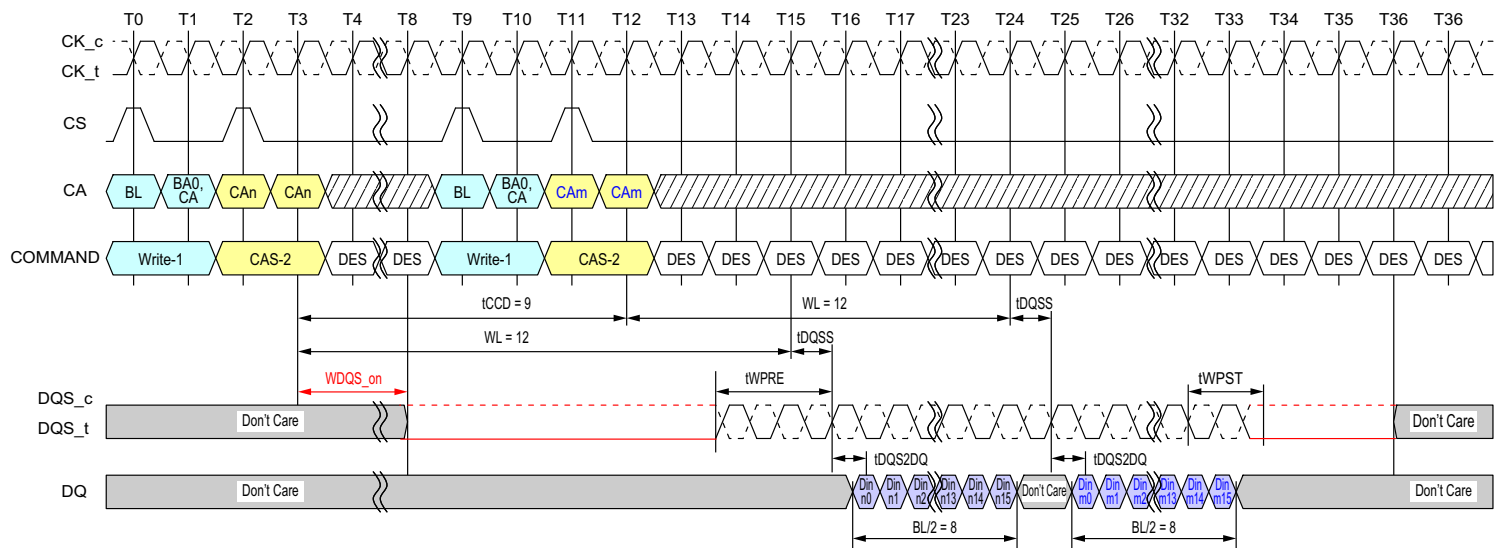 T0 T1 T2 T3 T4 T8 T9 T10 T11 T12 T13 T14 T15 T16 T17 T23 T24 T25 T26 T32 T33 T34 T35 T36 T36
CK_c
CK_t
CS
CA BL BA0, CA CAn CAn BL BA0, CA CAm CAm
COMMAND Write-1 CAS-2 DES DES Write-1 CAS-2 DES DES DES DES DES DES DES DES DES DES DES DES DES DES DES
tCCD = 9 WL = 12 tDQSS
WL = 12 tDQSS
WDQS_on tWPRE tWPST
DQS_c
DQS_t Don't Care Don't Care
tDQS2DQ tDQS2DQ
DQ Don't Care Din n0 Din n1 Din n2 Din n13 Din n14 Din n15 Don't Care Din m0 Din m1 Din m2 Din m13 Din m14 Din m15 Don't Care
BL/2 = 8 BL/2 = 8